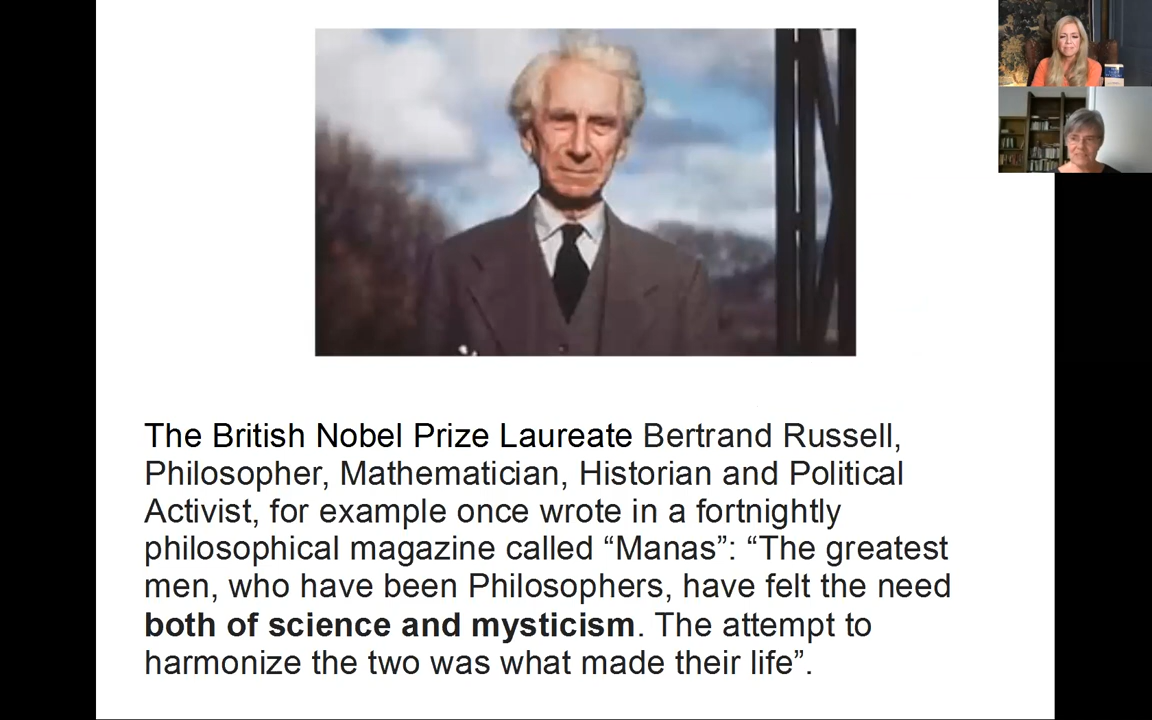 The British Nobel Prize Laureate Bertrand Russell,
Philosopher, Mathematician, Historian and Political
Activist, for example once wrote in a fortnightly
philosophical magazine called “Manas”: “The greatest
men, who have been Philosophers, have felt the need
both of science and mysticism. The attempt to
harmonize the two was what made their life”.